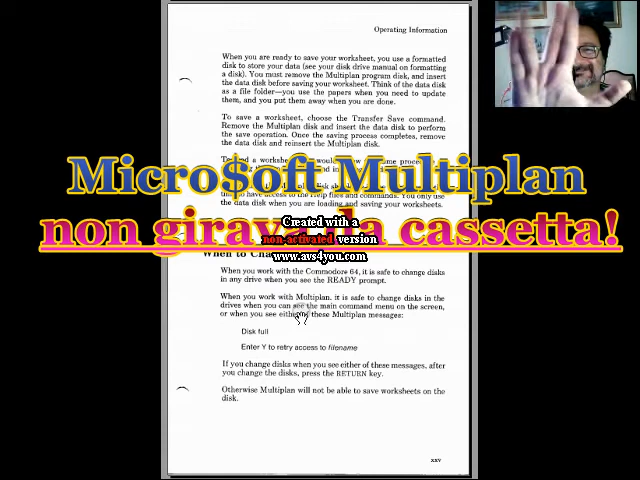 Operating Information
When you are ready to save your worksheet, you use a formatted
disk to store your data (see your disk drive manual on formatting
a disk). You must remove the Multiplan program disk, and insert
the data disk before saving your worksheet. Think of the data disk
as a file folder—you use the papers when you need to update
them, and you put them away when you are done.
To save a worksheet, choose the Transfer Save command.
Remove the Multiplan disk and insert the data disk to perform
the save operation. Once the saving process completes, remove
the data disk and reinsert the Multiplan disk.
Micro$oft Multiplan
data disk when you are loading and saving your worksheets.
non girava da cassetta!
Created with a
non-activated version
www.avs4you.com
When to
When you work with the Commodore 64, it is safe to change disks
in any drive when you see the READY prompt.
When you work with Multiplan, it is safe to change disks in the
drives when you can see the main command menu on the screen,
or when you see either of these Multiplan messages:
Disk full
Enter Y to retry access to filename
If you change disks when you see either of these messages, after
you change the disks, press the RETURN key.
Otherwise Multiplan will not be able to save worksheets on the
disk.
xxv